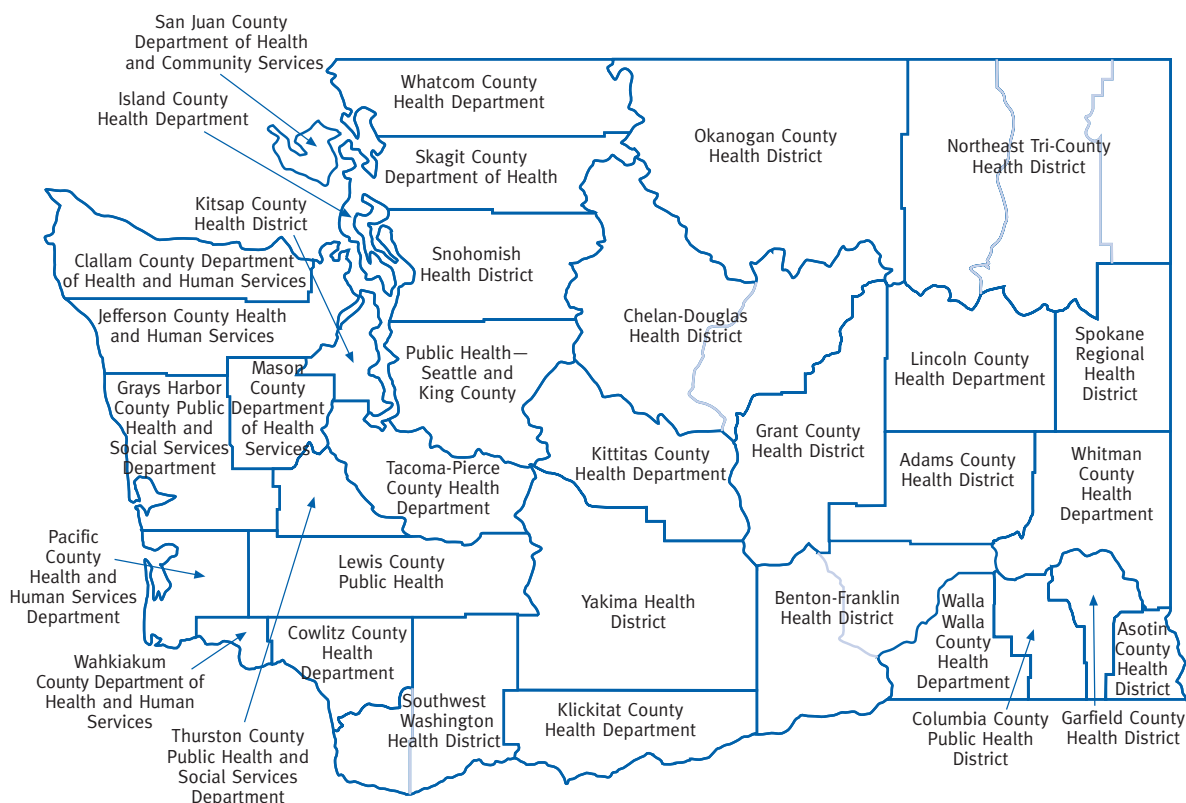 San Juan County
Department of Health
and Community Services
Island County
Health Department
Whatcom County
Health Department
Okanogan County
Health District
Northeast Tri-County
Health District
Skagit County
Department of Health
Kitsap County
Health District
Snohomish
Health District
Clallam County Department
of Health and Human Services
Jefferson County Health
and Human Services
Chelan-Douglas
Health District
Public Health—
Seattle and
King County
Lincoln County
Health Department
Spokane
Regional
Health
District
Mason
County
Department
of Health
Services
Grays Harbor
County Public
Health and
Social Services
Department
Grant County
Health District
Kittitas County
Health Department
Tacoma-Pierce
County Health
Department
Adams County
Health District
Whitman
County
Health
Department
Pacific
County
Health and
Human Services
Department
Lewis County
Public Health
Yakima Health
District
Benton-Franklin
Health District
Walla
Walla
County
Health
Department
Asotin
County
Health
District
Cowlitz County
Health
Department
Wahkiakum
County Department of
Health and Human
Services
Southwest
Washington
Health District
Klickitat County
Health Department
Columbia County
Public Health
District
Garfield County
Health District
Thurston County
Public Health and
Social Services
Department